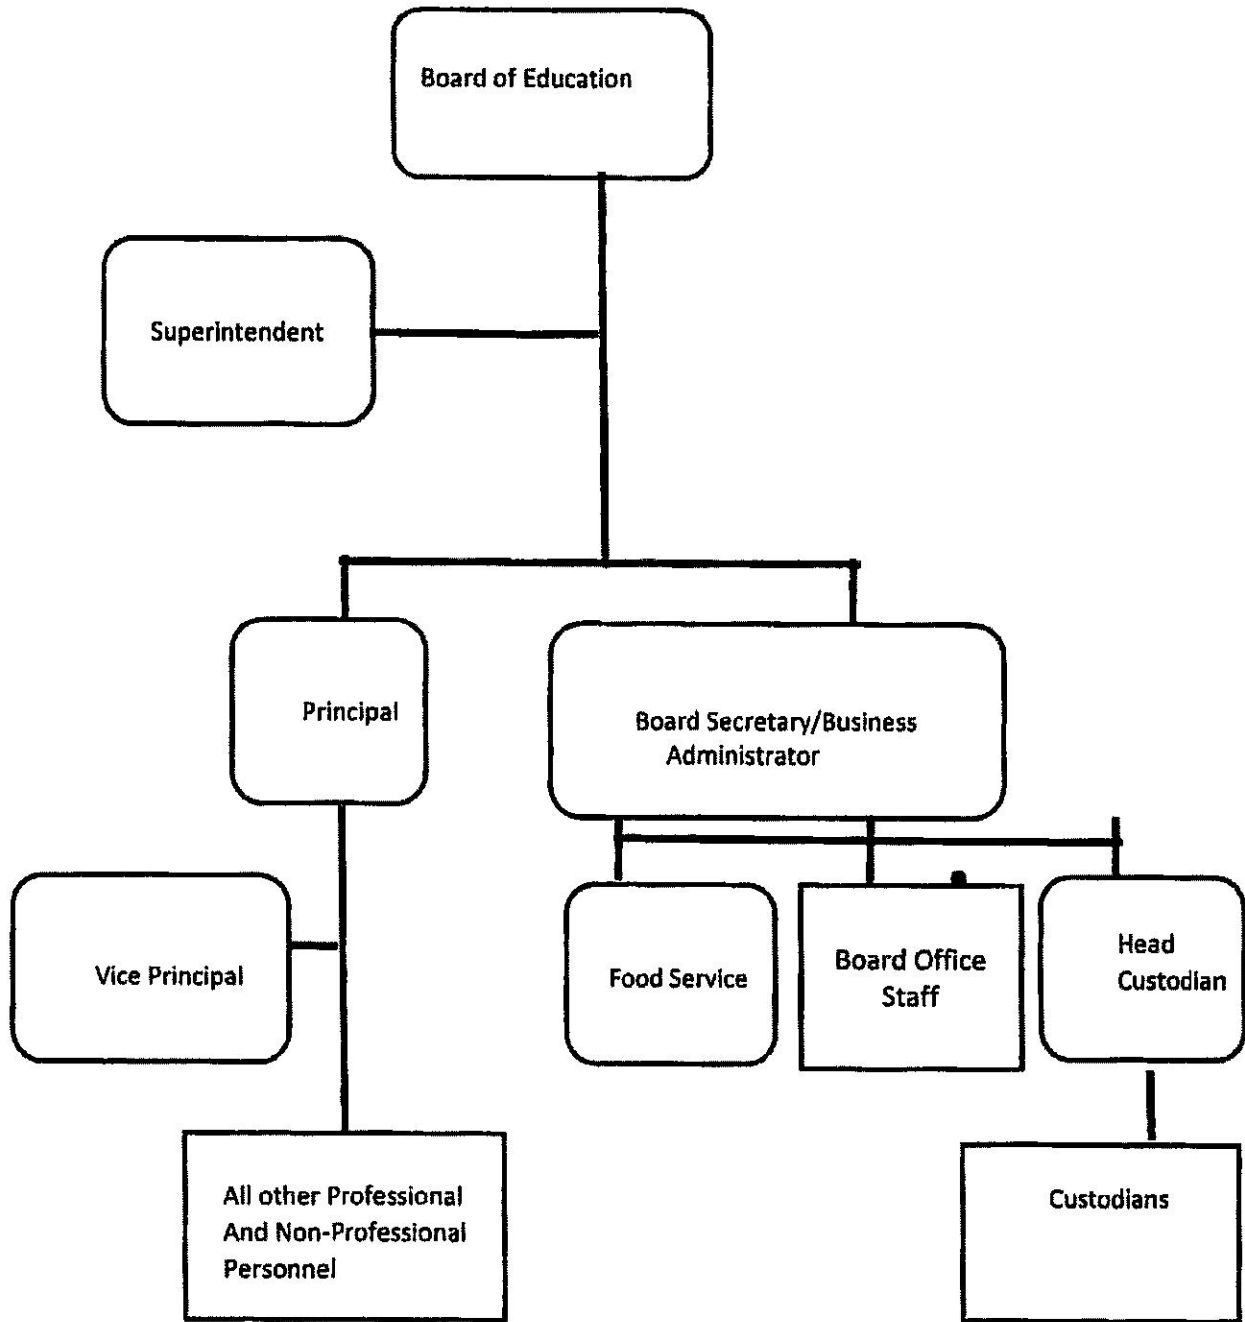 Board of Education
Superintendent
Principal
Board Secretary/Business
Administrator
Vice Principal
Food Service
Board Office
Staff
Head
Custodian
All other Professional
And Non-Professional
Personnel
Custodians